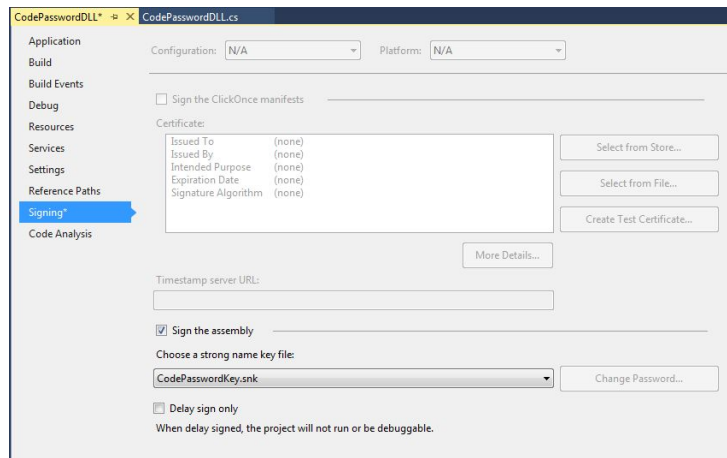 CodePasswordDLL* CodePasswordDLL.cs
Application
Build
Build Events
Debug
Resources
Services
Settings
Reference Paths
Signing*
Code Analysis
Configuration: N/A Platform: N/A
Sign the ClickOnce manifests
Certificate:
Issued To (none)
Issued By (none)
Intended Purpose (none)
Expiration Date (none)
Signature Algorithm (none)
Select from Store...
Select from File...
Create Test Certificate...
More Details...
Timestamp server URL:
Sign the assembly
Choose a strong name key file:
CodePasswordKey.snk Change Password...
Delay sign only
When delay signed, the project will not run or be debuggable.